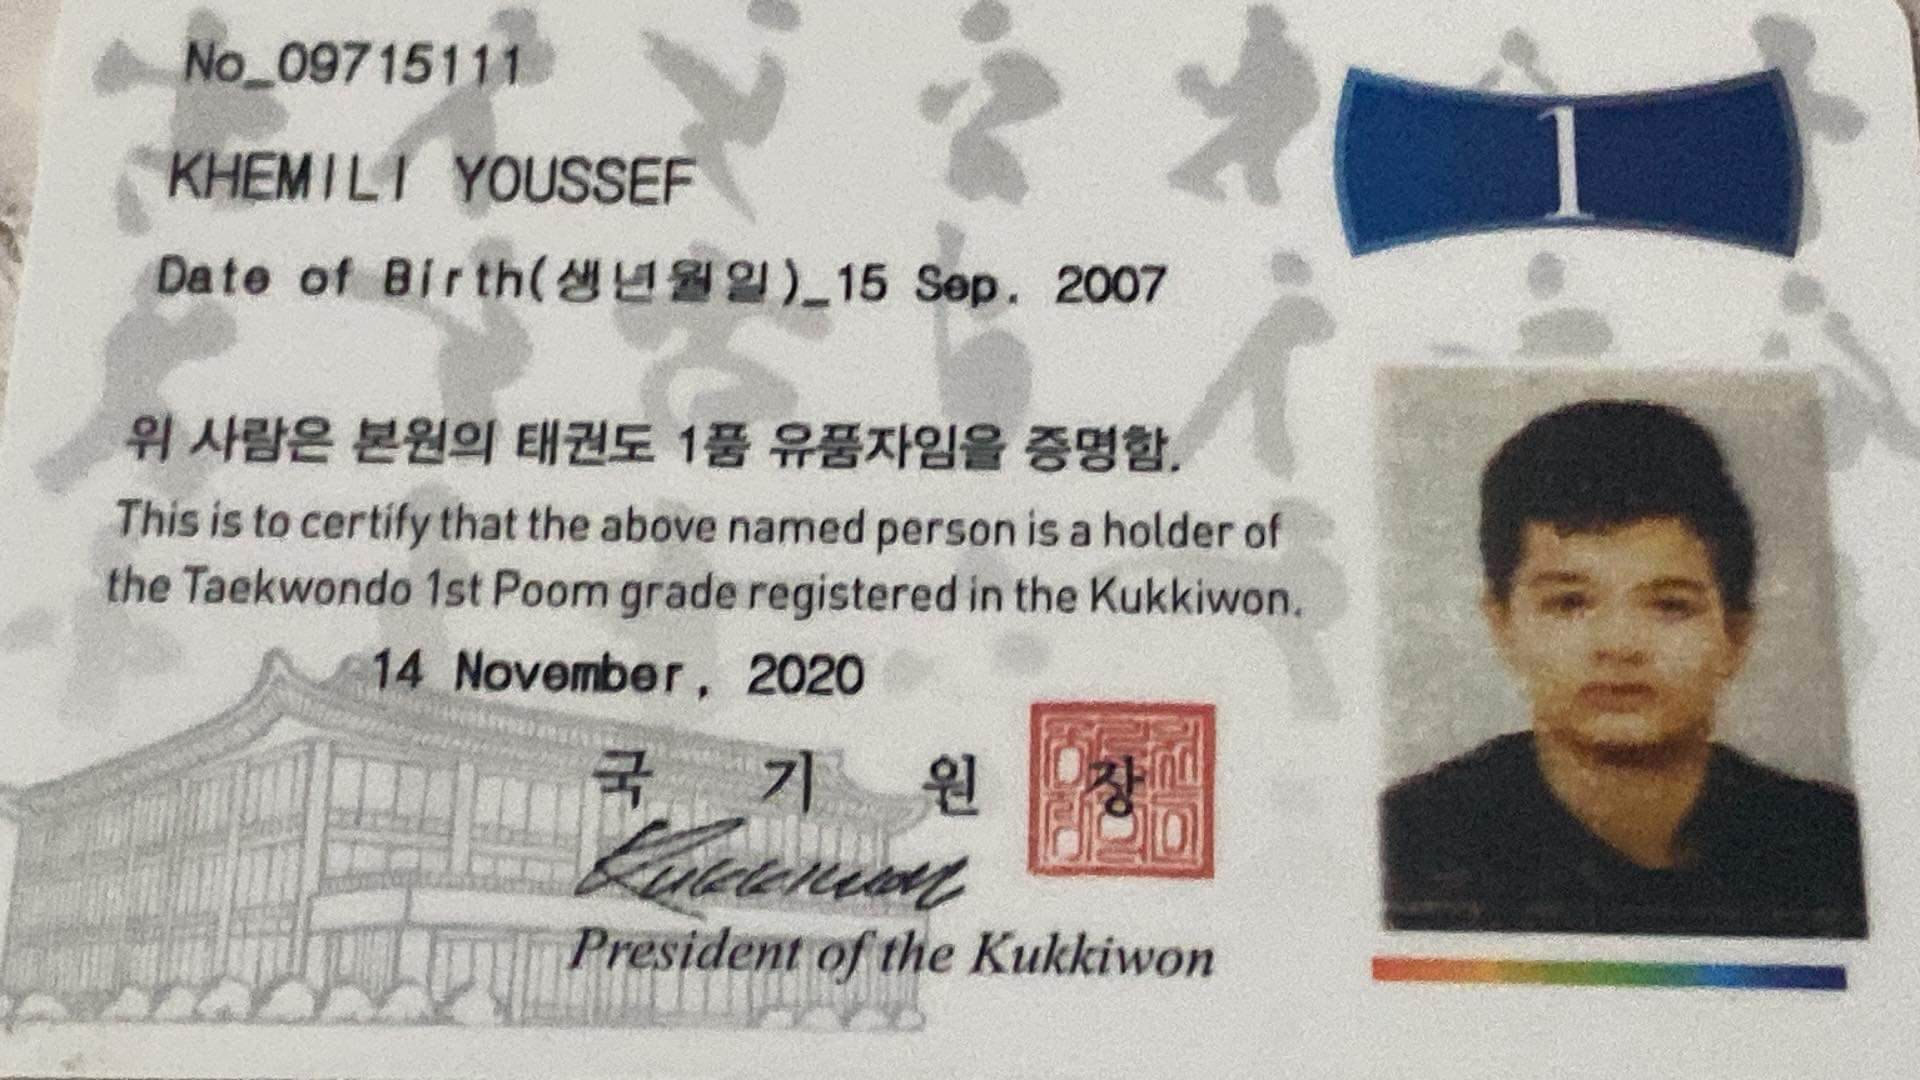 No_09715111
1
KHEMILI YOUSSEF
Date of Birth(생년월일)_15 Sep. 2007
위 사람은 본원의 태권도 1품 유품자임을 증명함.
This is to certify that the above named person is a holder of
the Taekwondo 1st Poom grade registered in the Kukkiwon.
14 November, 2020
국 기 원 장
Kukkiwon
President of the Kukkiwon